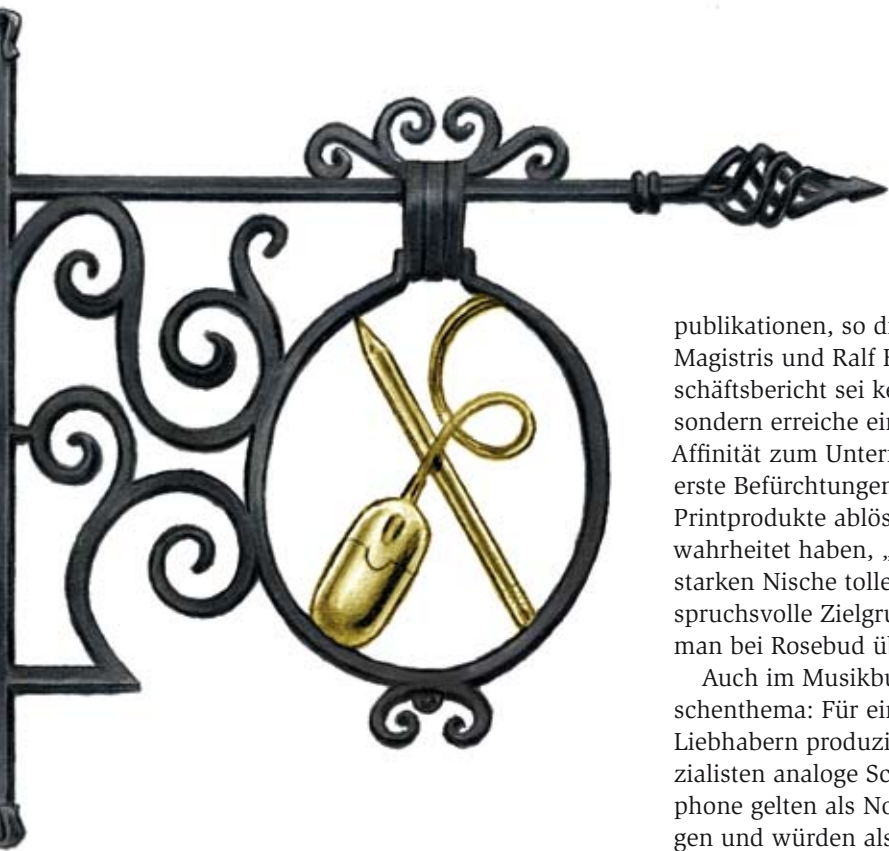 publikationen, so di
Magistris und Ralf
schäftsbericht sei ke
sondern erreiche ein
Affinität zum Untern
erste Befürchtungen
Printprodukte ablös
wahrheitet haben, „
starken Nische tolle
spruchsvolle Zielgru
man bei Rosebud üb
Auch im Musikbu
schenthema: Für ein
Liebhabern produzi
zialisten analoge Sc
phone gelten als No
gen und würden als